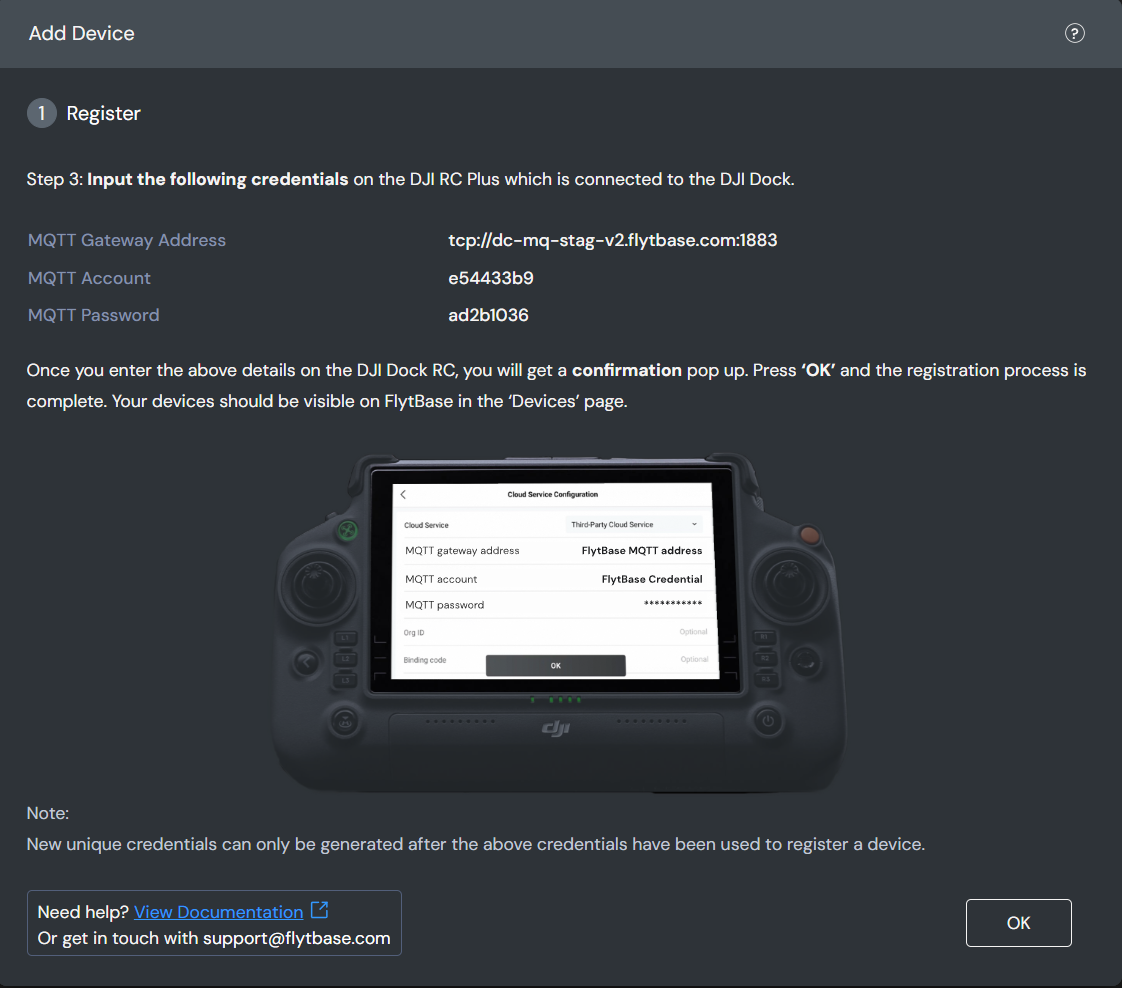 Add Device
?
1 Register
Step 3: Input the following credentials on the DJI RC Plus which is connected to the DJI Dock.
MQTT Gateway Address tcp://dc-mq-stag-v2.flytbase.com:1883
MQTT Account e54433b9
MQTT Password ad2b1036
Once you enter the above details on the DJI Dock RC, you will get a confirmation pop up. Press ‘OK’ and the registration process is
complete. Your devices should be visible on FlytBase in the ‘Devices’ page.
Cloud Service Configuration
Cloud Service Third-Party Cloud Service
MQTT gateway address FlytBase MQTT address
MQTT account FlytBase Credential
MQTT password ***********
Org ID Optional
Binding code Optional
OK
L1 R1
L2 R2
L3 R3
dji
Note:
New unique credentials can only be generated after the above credentials have been used to register a device.
Need help? View Documentation
Or get in touch with support@flytbase.com
OK